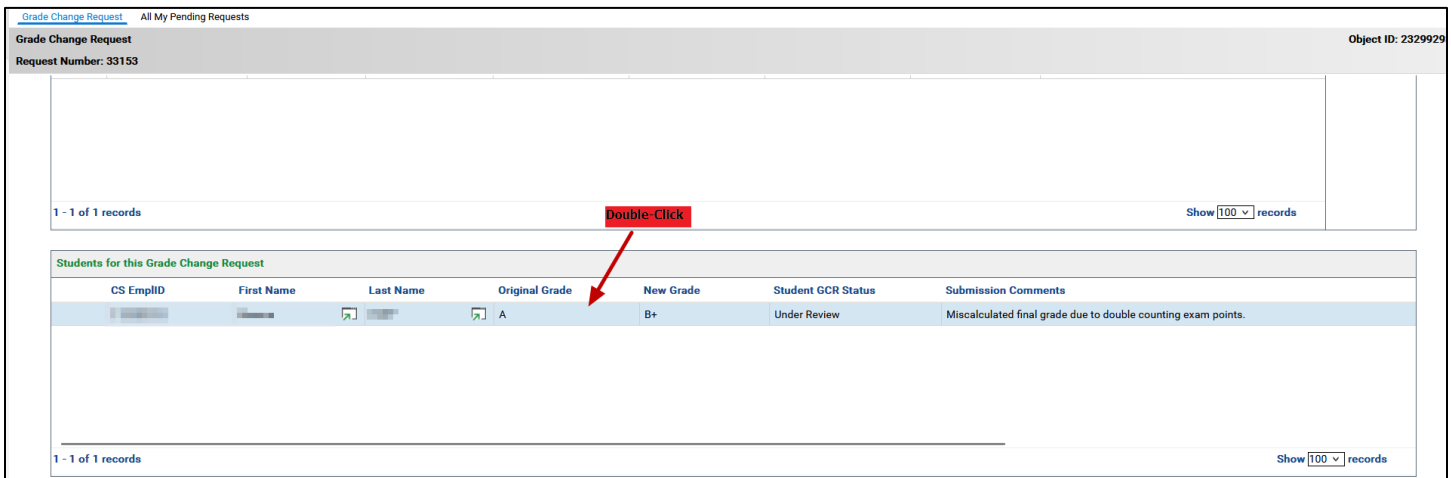 Grade Change Request All My Pending Requests
Grade Change Request Object ID: 2329929
Request Number: 33153
1 - 1 of 1 records Show 100 records
Double-Click
Students for this Grade Change Request
CS EmplID First Name Last Name Original Grade New Grade Student GCR Status Submission Comments
A B+ Under Review Miscalculated final grade due to double counting exam points.
1 - 1 of 1 records Show 100 records